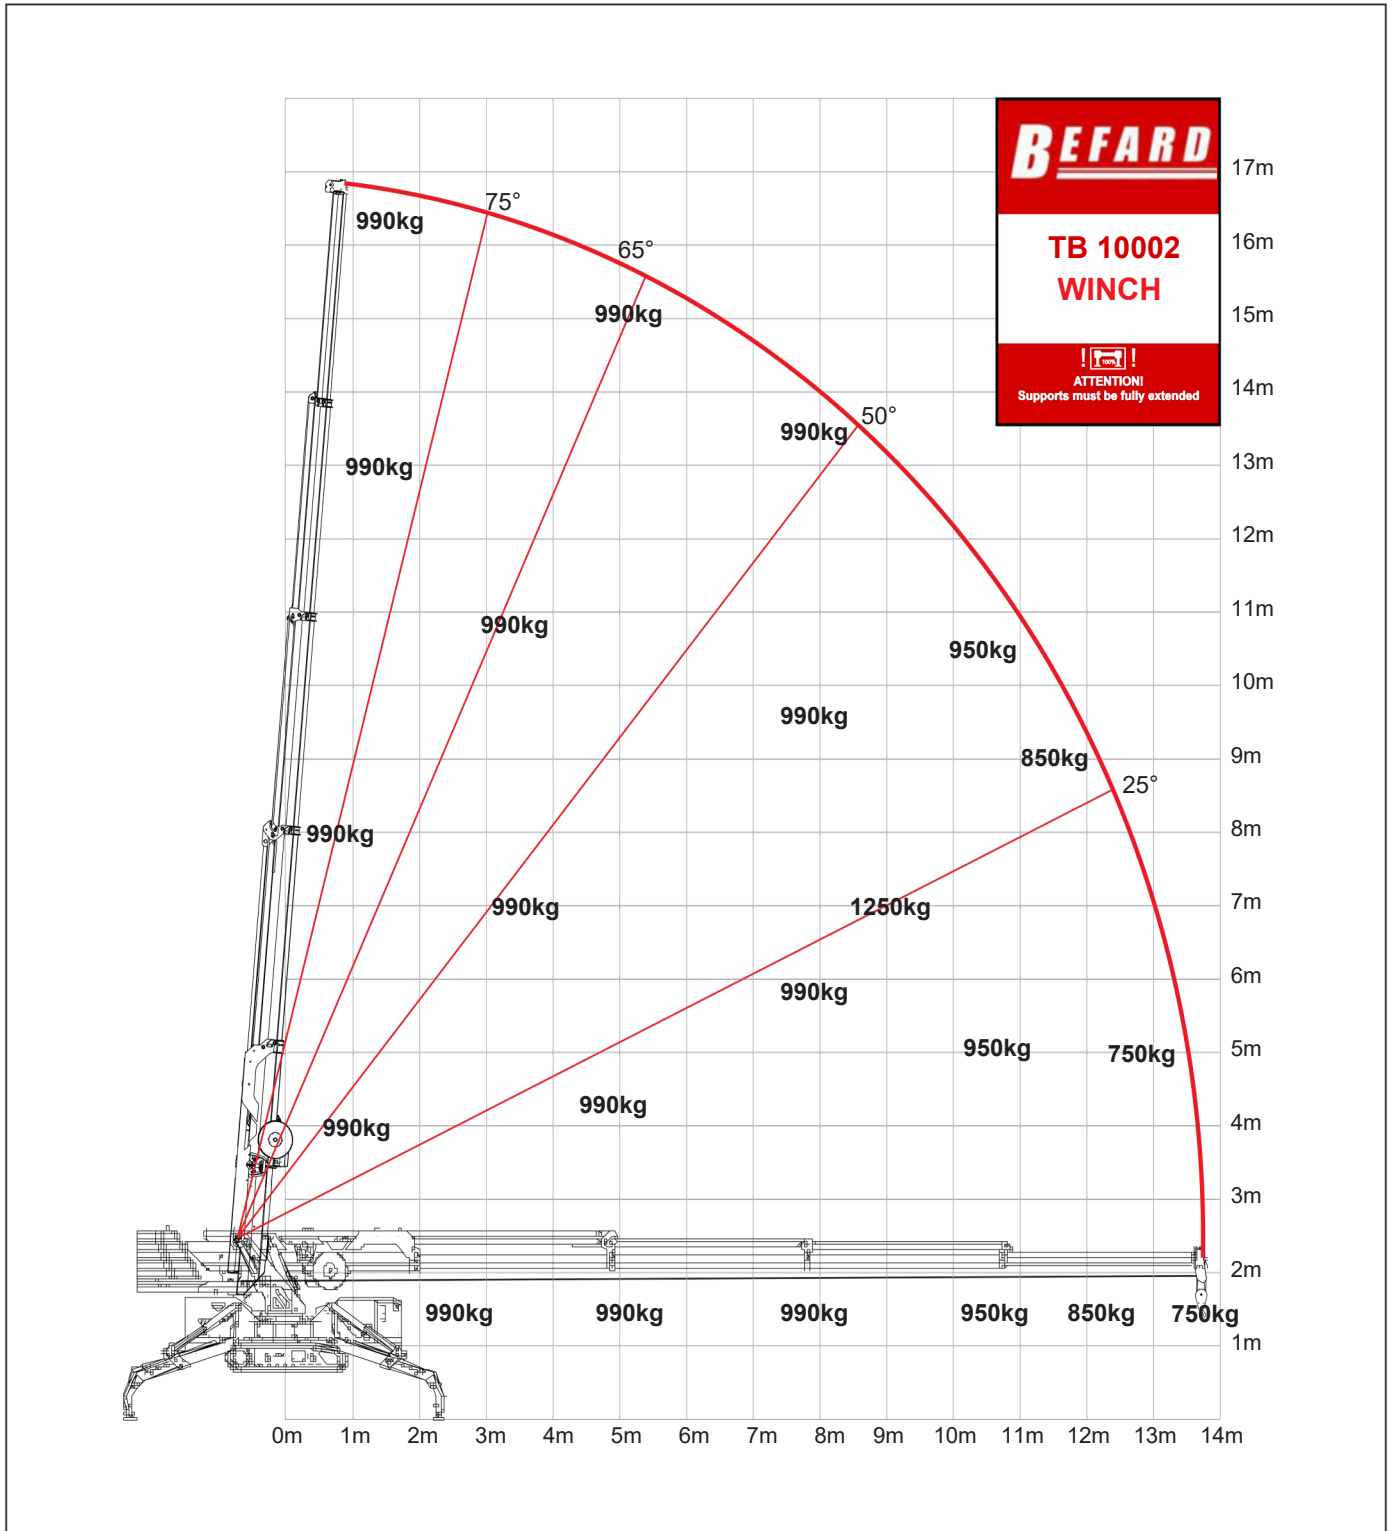 BEFARD
TB 10002
WINCH
! 100% !
ATTENTION!
Supports must be fully extended
17m
16m
15m
14m
13m
12m
11m
10m
9m
8m
7m
6m
5m
4m
3m
2m
1m
75°
65°
50°
25°
990kg
990kg
990kg
990kg
990kg
950kg
990kg
850kg
990kg
990kg
1250kg
990kg
950kg
750kg
990kg
990kg
990kg
990kg
990kg
950kg
850kg
750kg
0m 1m 2m 3m 4m 5m 6m 7m 8m 9m 10m 11m 12m 13m 14m